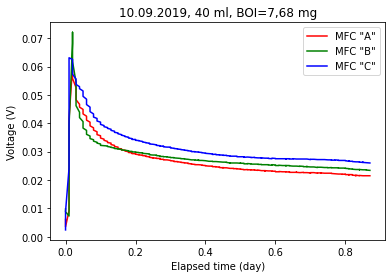 10.09.2019, 40 ml, BOI=7,68 mg
MFC "A"
MFC "B"
MFC "C"
Voltage (V)
0.07
0.06
0.05
0.04
0.03
0.02
0.01
0.00
0.0 0.2 0.4 0.6 0.8
Elapsed time (day)